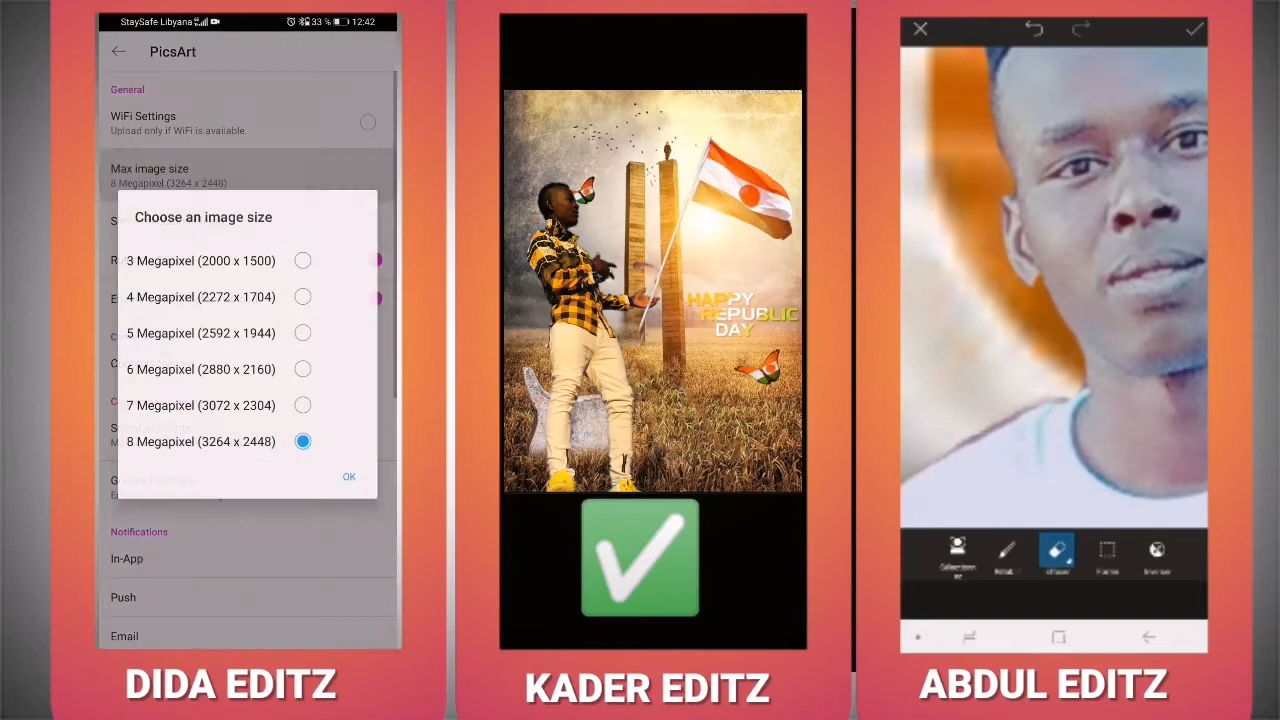 StaySafe Libyana
33 %
12:42
PicsArt
General
WiFi Settings
Upload only if WiFi is available.
Max image size
8 Megapixel (3264 x 2448)
Choose an image size
3 Megapixel (2000 x 1500)
4 Megapixel (2272 x 1704)
5 Megapixel (2592 x 1944)
6 Megapixel (2880 x 2160)
7 Megapixel (3072 x 2304)
8 Megapixel (3264 x 2448)
OK
Notifications
In-App
Push
Email
DIDA EDITZ
HAPPY
REPUBLIC
DAY
KADER EDITZ
ABDUL EDITZ